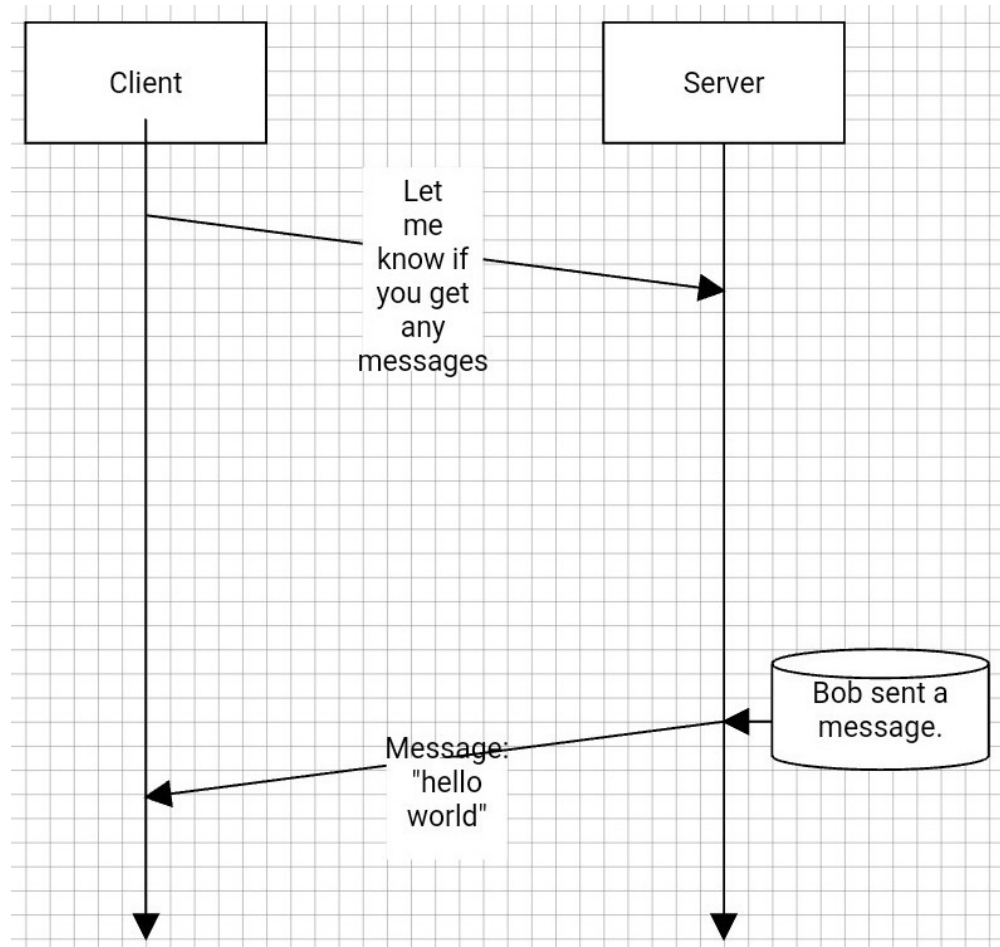 Client
Server
Let
me
know if
you get
any
messages
Bob sent a
message.
Message:
"hello
world"